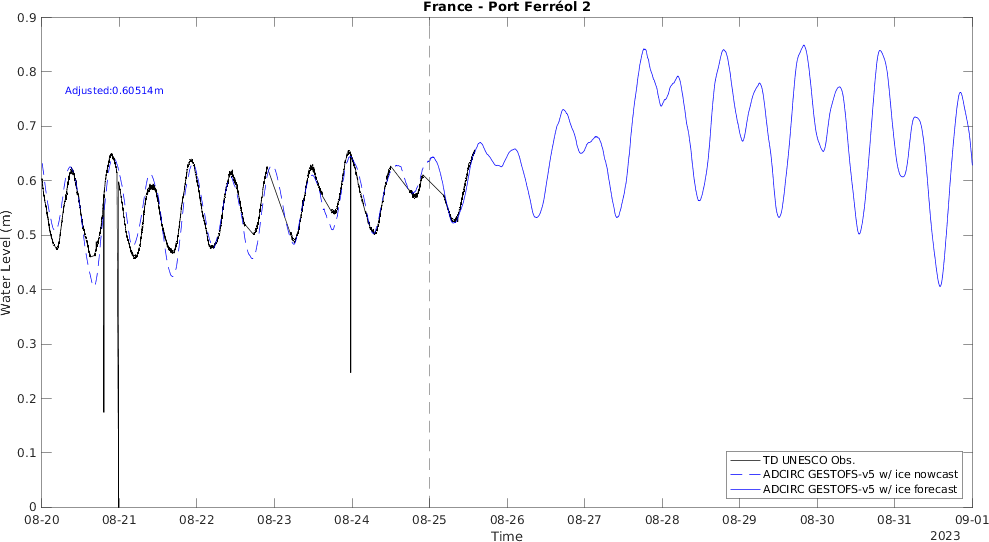 France - Port Ferréol 2
0.9
0.8
0.7
0.6
0.5
0.4
0.3
0.2
0.1
0
Water Level (m)
Adjusted:0.60514m
TD UNESCO Obs.
ADCIRC GESTOFS-v5 w/ ice nowcast
ADCIRC GESTOFS-v5 w/ ice forecast
08-20 08-21 08-22 08-23 08-24 08-25 08-26 08-27 08-28 08-29 08-30 08-31 09-01
Time
2023